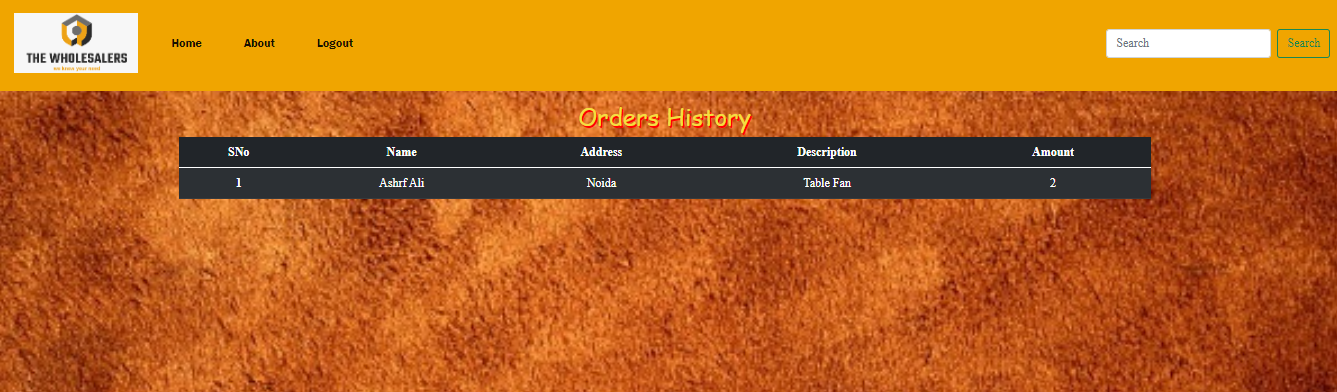 THE WHOLESALERS
we know your need
Home About Logout
Search Search
Orders History
SNo Name Address Description Amount
1 Ashrf Ali Noida Table Fan 2